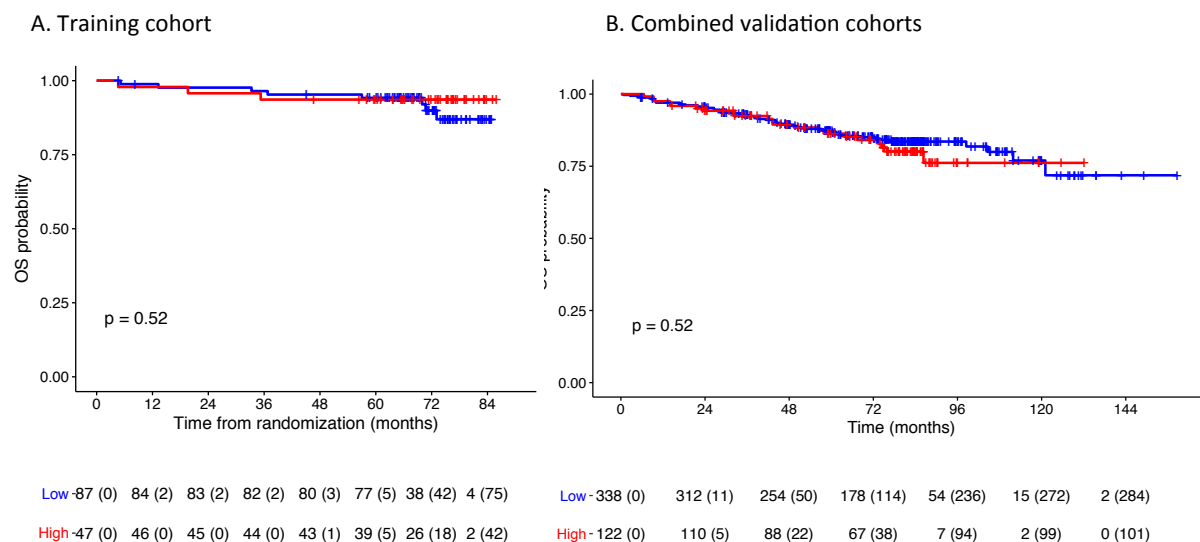 A. Training cohort
1.00
0.75
0.50
0.25
0.00
OS probability
p = 0.52
0 12 24 36 48 60 72 84
Time from randomization (months)
Low 87 (0) 84 (2) 83 (2) 82 (2) 80 (3) 77 (5) 38 (42) 4 (75)
High 47 (0) 46 (0) 45 (0) 44 (0) 43 (1) 39 (5) 26 (18) 2 (42)
B. Combined validation cohorts
1.00
0.75
0.50
0.25
0.00
probability
p = 0.52
0 24 48 72 96 120 144
Time (months)
Low 338 (0) 312 (11) 254 (50) 178 (114) 54 (236) 15 (272) 2 (284)
High 122 (0) 110 (5) 88 (22) 67 (38) 7 (94) 2 (99) 0 (101)